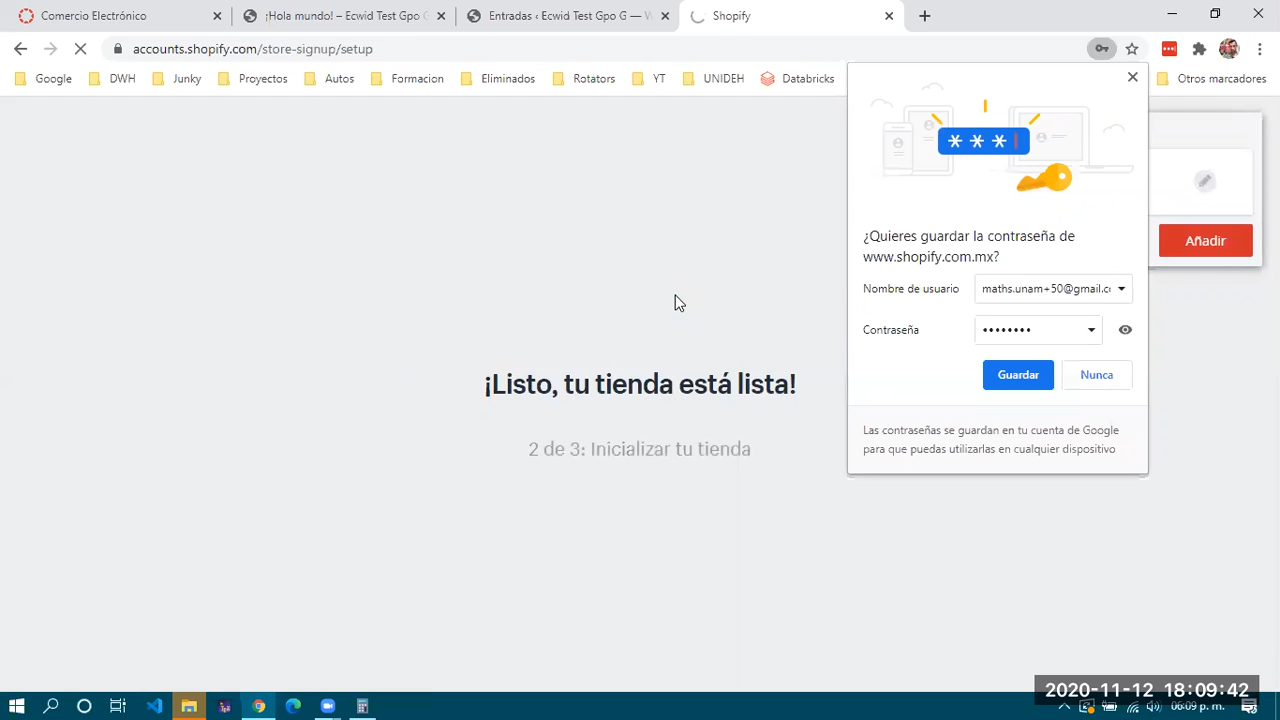 Comercio Electrónico
¡Hola mundo! – Ecwid Test Gpo G
Entradas ‹ Ecwid Test Gpo G — W
Shopify
accounts.shopify.com/store-signup/setup
Google
DWH
Junky
Proyectos
Autos
Formacion
Eliminados
Rotators
YT
UNIDEH
Databricks
Otros marcadores
* * *
¿Quieres guardar la contraseña de
www.shopify.com.mx?
Nombre de usuario
maths.unam+50@gmail.c
Contraseña
••••••••
Guardar
Nunca
Las contraseñas se guardan en tu cuenta de Google
para que puedas utilizarlas en cualquier dispositivo
Añadir
¡Listo, tu tienda está lista!
2 de 3: Inicializar tu tienda
2020-11-12 18:09:42
06:09 p. m.